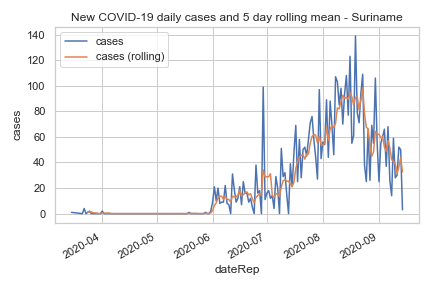 New COVID-19 daily cases and 5 day rolling mean - Suriname
cases
cases (rolling)
140
120
100
80
60
40
20
0
cases
2020-04
2020-05
2020-06
2020-07
2020-08
2020-09
dateRep